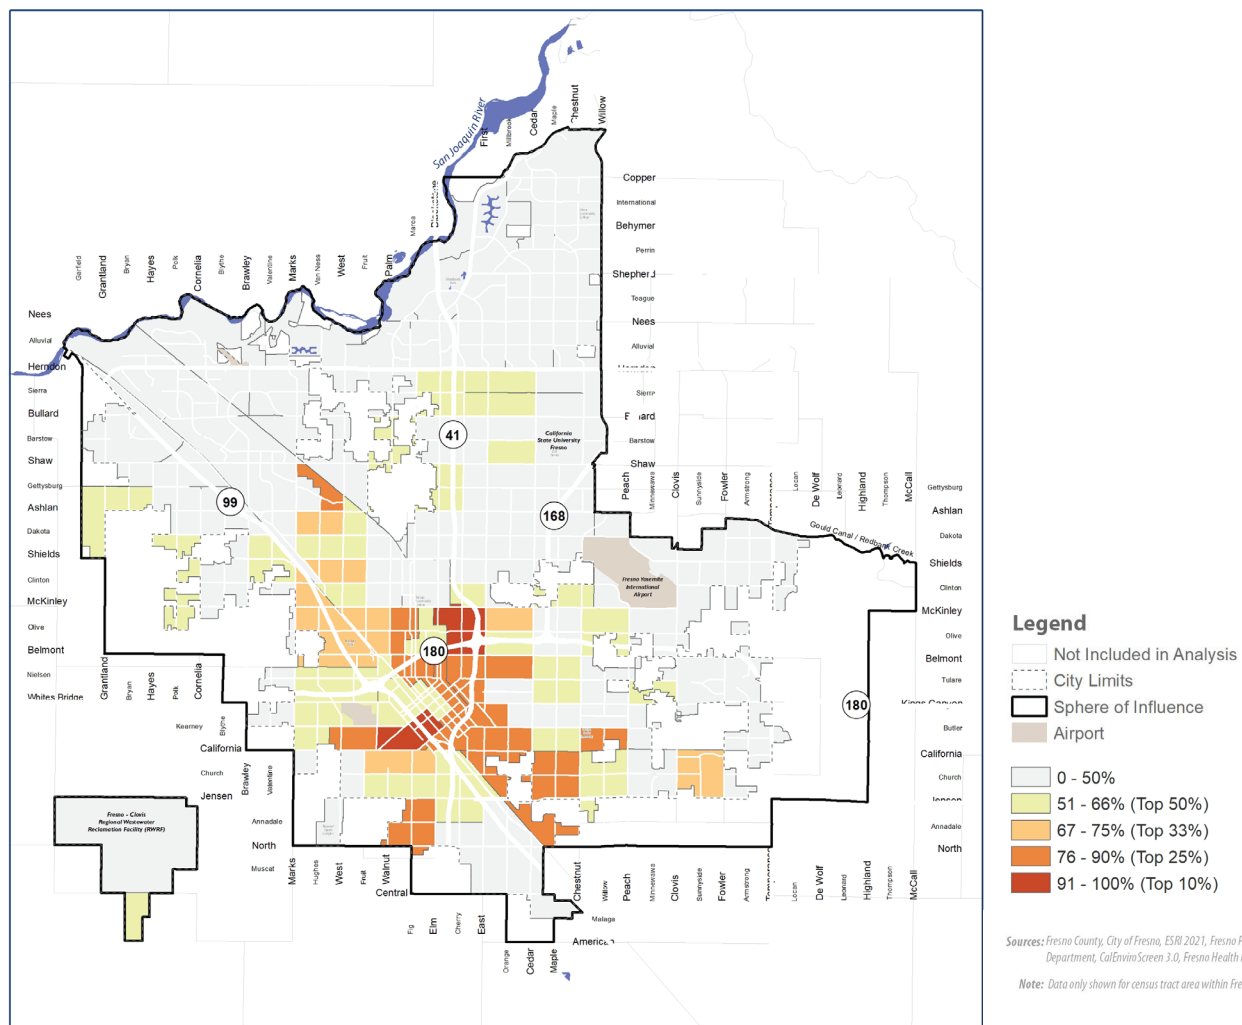 San Joaquin River
First
Millbrook
Cedar
Maple
Chestnut
Willow
Copper
International
Behymer
Perrin
Shepherd
Teague
Nees
Alluvial
Sierra
Bullard
Barstow
Shaw
Garfield
Grantland
Bryan
Hayes
Polk
Cornelia
Blythe
Brawley
Valentine
Marks
Van Ness
West
Fruit
Palm
Maroa
Nees
Alluvial
Herndon
Sierra
Bullard
Barstow
Shaw
Gettysburg
Ashlan
Dakota
Shields
Clinton
McKinley
Olive
Belmont
Nielsen
Whites Bridge
Grantland
Bryan
Hayes
Polk
Cornelia
Kearney
Blythe
California
Church
Jensen
Brawley
Valentine
Annadale
North
Muscat
Marks
Hughes
West
Fruit
Walnut
Central
Fig
Elm
Cherry
East
Orange
Cedar
Maple
American
Malaga
41
99
168
180
180
California
State University
Fresno
Fresno Yosemite
International
Airport
Fresno - Clovis
Regional Wastewater
Reclamation Facility (RWRF)
Peach
Minnewawa
Clovis
Sunnyside
Fowler
Armstrong
Temperance
Locan
De Wolf
Leonard
Highland
Thompson
McCall
Gould Canal / Redbank Creek
Gettysburg
Ashlan
Dakota
Shields
Clinton
McKinley
Olive
Belmont
Tulare
Kings Canyon
Butler
California
Church
Jensen
Annadale
North
Chestnut
Willow
Peach
Minnewawa
Clovis
Sunnyside
Fowler
Armstrong
Temperance
Locan
De Wolf
Leonard
Highland
Thompson
McCall
Legend
Not Included in Analysis
City Limits
Sphere of Influence
Airport
0 - 50%
51 - 66% (Top 50%)
67 - 75% (Top 33%)
76 - 90% (Top 25%)
91 - 100% (Top 10%)
Sources: Fresno County, City of Fresno, ESRI 2021, Fresno F
Department, CalEnviroScreen 3.0, Fresno Health
Note: Data only shown for census tract area within Fre